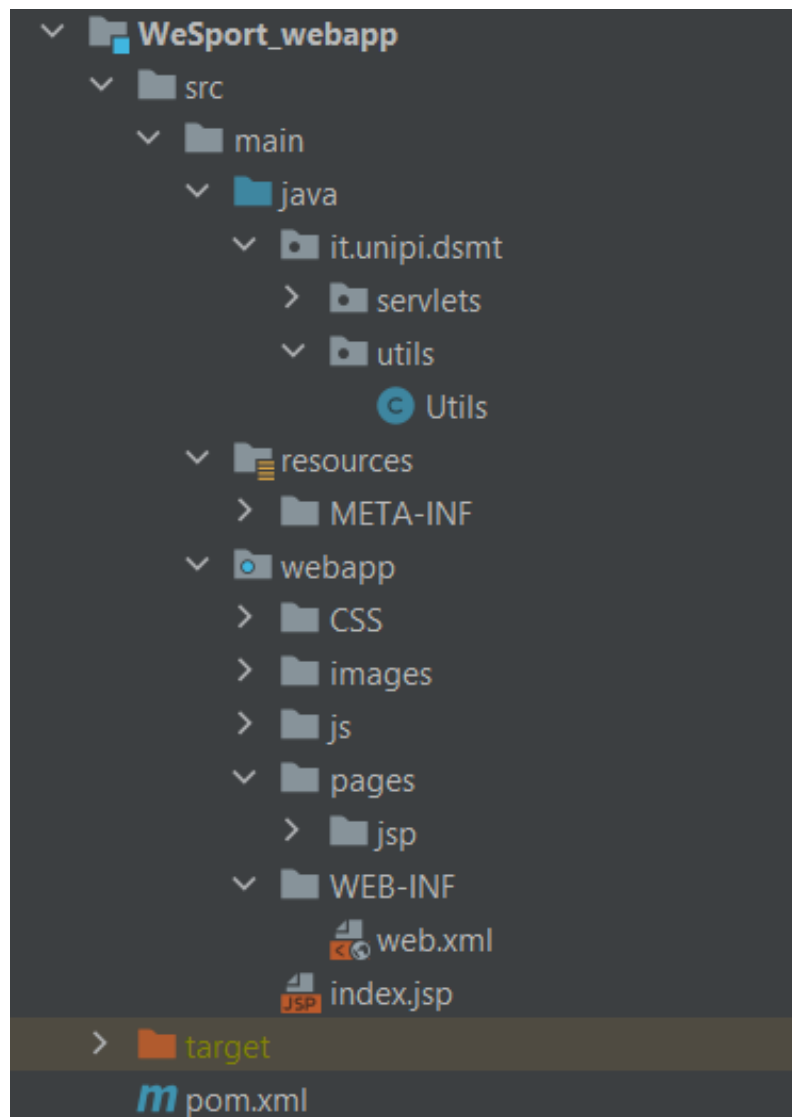 WeSport_webapp
src
main
java
it.unipi.dsmt
servlets
utils
C Utils
resources
META-INF
webapp
CSS
images
js
pages
jsp
WEB-INF
web.xml
JSP index.jsp
target
m pom.xml